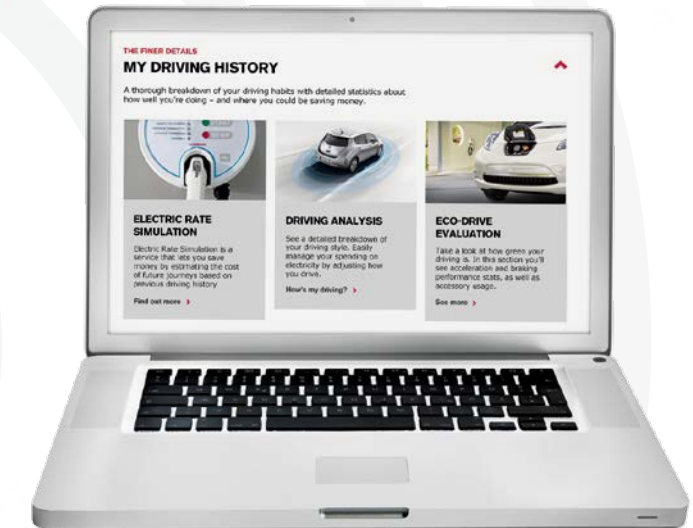 THE FINER DETAILS
MY DRIVING HISTORY
A thorough breakdown of your driving habits with detailed statistics about
how well you're doing – and where you could be saving money.
ELECTRIC RATE
SIMULATION
Electric Rate Simulation is a
service that lets you save
money by estimating the cost
of future journeys based on
previous driving history
Find out more
DRIVING ANALYSIS
See a detailed breakdown of
your driving style. Easily
manage your spending on
electricity by adjusting how
you drive.
How's my driving?
ECO-DRIVE
EVALUATION
Take a look at how green your
driving is. In this section you'll
see acceleration and braking
performance stats, as well as
accessory usage.
See more